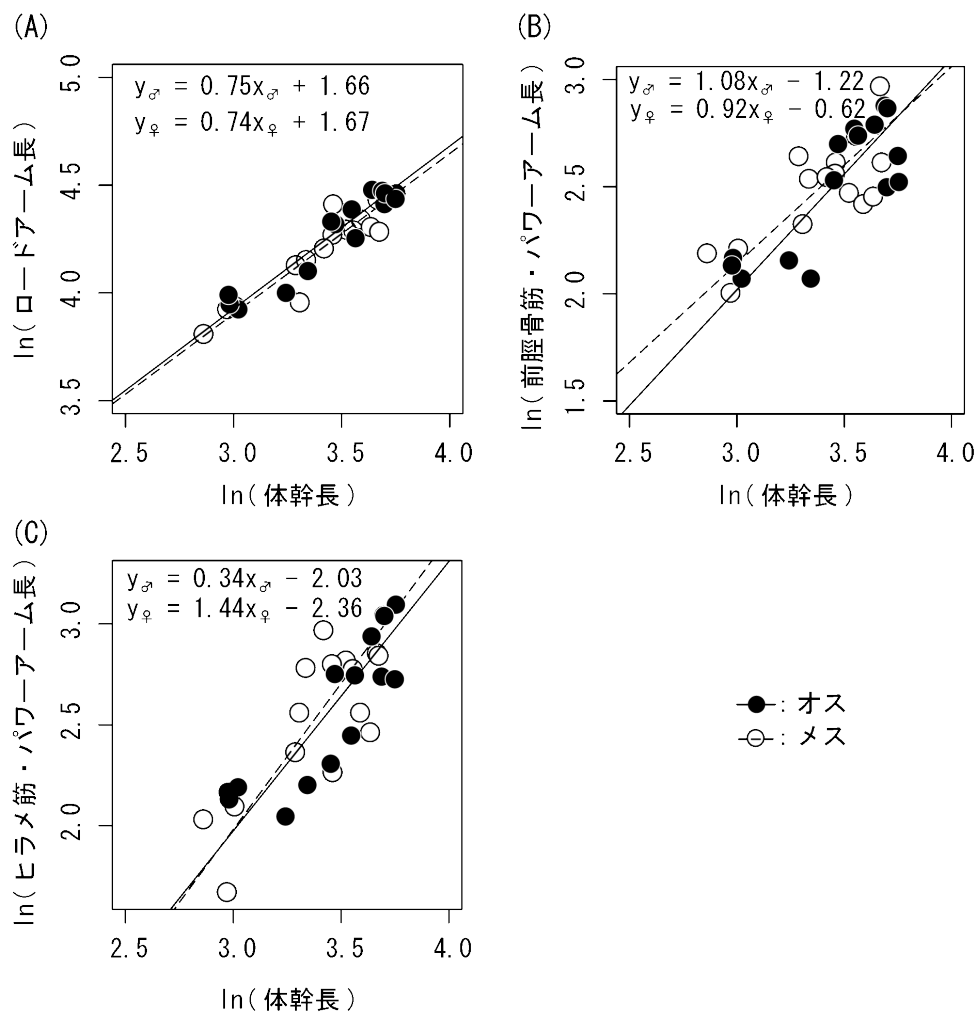 (A)
y♂ = 0.75x♂ + 1.66
y♀ = 0.74x♀ + 1.67
ln(ロードアーム長)
5.0
4.5
4.0
3.5
2.5 3.0 3.5 4.0
ln(体幹長)
(B)
y♂ = 1.08x♂ − 1.22
y♀ = 0.92x♀ − 0.62
ln(前脛骨筋・パワーアーム長)
3.0
2.5
2.0
1.5
2.5 3.0 3.5 4.0
ln(体幹長)
(C)
y♂ = 0.34x♂ − 2.03
y♀ = 1.44x♀ − 2.36
ln(ヒラメ筋・パワーアーム長)
3.0
2.5
2.0
2.5 3.0 3.5 4.0
ln(体幹長)
: オス
: メス